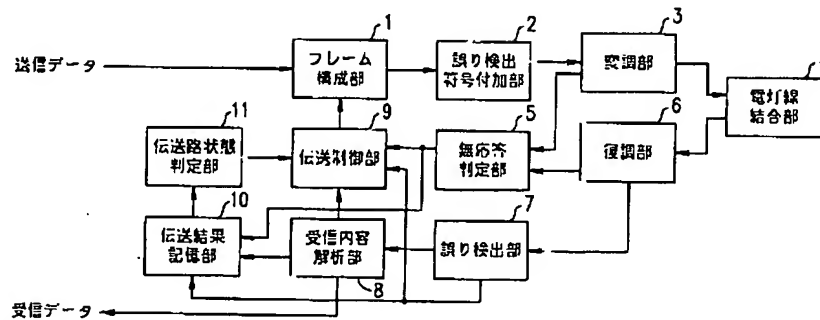 1
2
3
送信データ
フレーム
構成部
誤り検出
符号付加部
変調部
電灯線
結合部
11
9
5
6
伝送路状態
判定部
伝送制御部
無応答
判定部
復調部
10
7
伝送結果
記憶部
受信内容
解析部
誤り検出部
8
受信データ